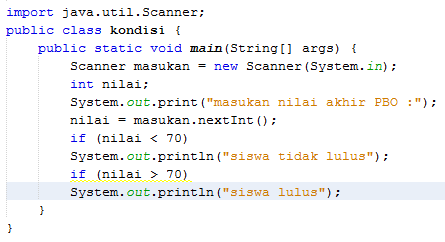 import java.util.Scanner;
public class kondisi {
public static void main(String[] args) {
Scanner masukan = new Scanner(System.in);
int nilai;
System.out.print("masukan nilai akhir PBO :");
nilai = masukan.nextInt();
if (nilai < 70)
System.out.println("siswa tidak lulus");
if (nilai > 70)
System.out.println("siswa lulus");
}
}